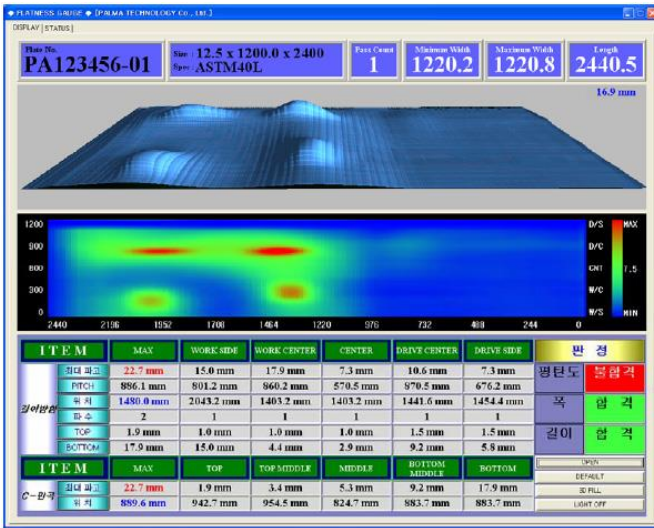 FLATNESS GAUGE ◆ [PALMA TECHNOLOGY Co., Ltd.]
DISPLAY STATUS
Plate No.
PA123456-01
Size : 12.5 x 1200.0 x 2400
Spec : ASTM40L
Pass Count
1
Minimum Width
1220.2
Maximum Width
1220.8
Length
2440.5
16.9 mm
1200 D/S MAX
900 D/C
600 CNT 7.5
300 W/C
0 W/S MIN
2440 2196 1952 1708 1464 1220 976 732 488 244 0
ITEM MAX WORK SIDE WORK CENTER CENTER DRIVE CENTER DRIVE SIDE 판 정
길이방향
최대 파고 22.7 mm 15.0 mm 17.9 mm 7.3 mm 10.6 mm 7.3 mm 평탄도 불합격
PITCH 886.1 mm 801.2 mm 860.2 mm 570.5 mm 870.5 mm 676.2 mm
위 치 1480.0 mm 2043.2 mm 1403.2 mm 1403.2 mm 1441.6 mm 1454.4 mm 폭 합 격
파 수 2 1 1 1 1 1
TOP 1.9 mm 1.0 mm 1.0 mm 1.0 mm 1.5 mm 1.5 mm 길이 합 격
BOTTOM 17.9 mm 15.0 mm 4.4 mm 2.9 mm 9.2 mm 5.8 mm
ITEM MAX TOP TOP MIDDLE MIDDLE BOTTOM MIDDLE BOTTOM OPEN
C-만곡
최대 파고 22.7 mm 1.9 mm 3.4 mm 5.3 mm 9.2 mm 17.9 mm DEFAULT
3D FILL
위 치 889.6 mm 942.7 mm 954.5 mm 824.7 mm 883.7 mm 883.7 mm LIGHT OFF